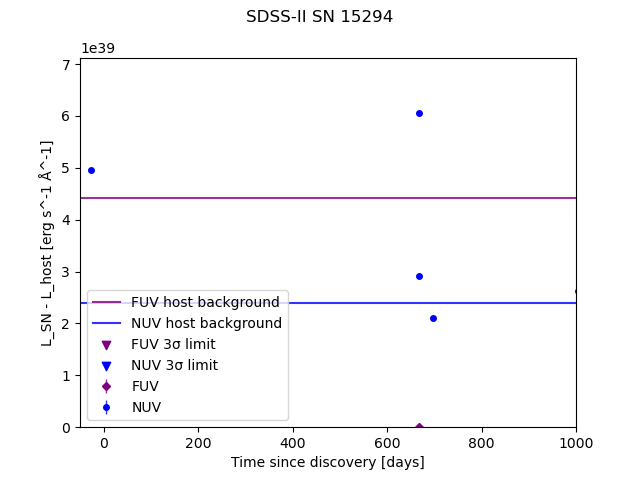 SDSS-II SN 15294
1e39
7
6
5
4
3
2
1
0
L_SN - L_host [erg s^-1 Å^-1]
FUV host background
NUV host background
FUV 3σ limit
NUV 3σ limit
FUV
NUV
0 200 400 600 800 1000
Time since discovery [days]